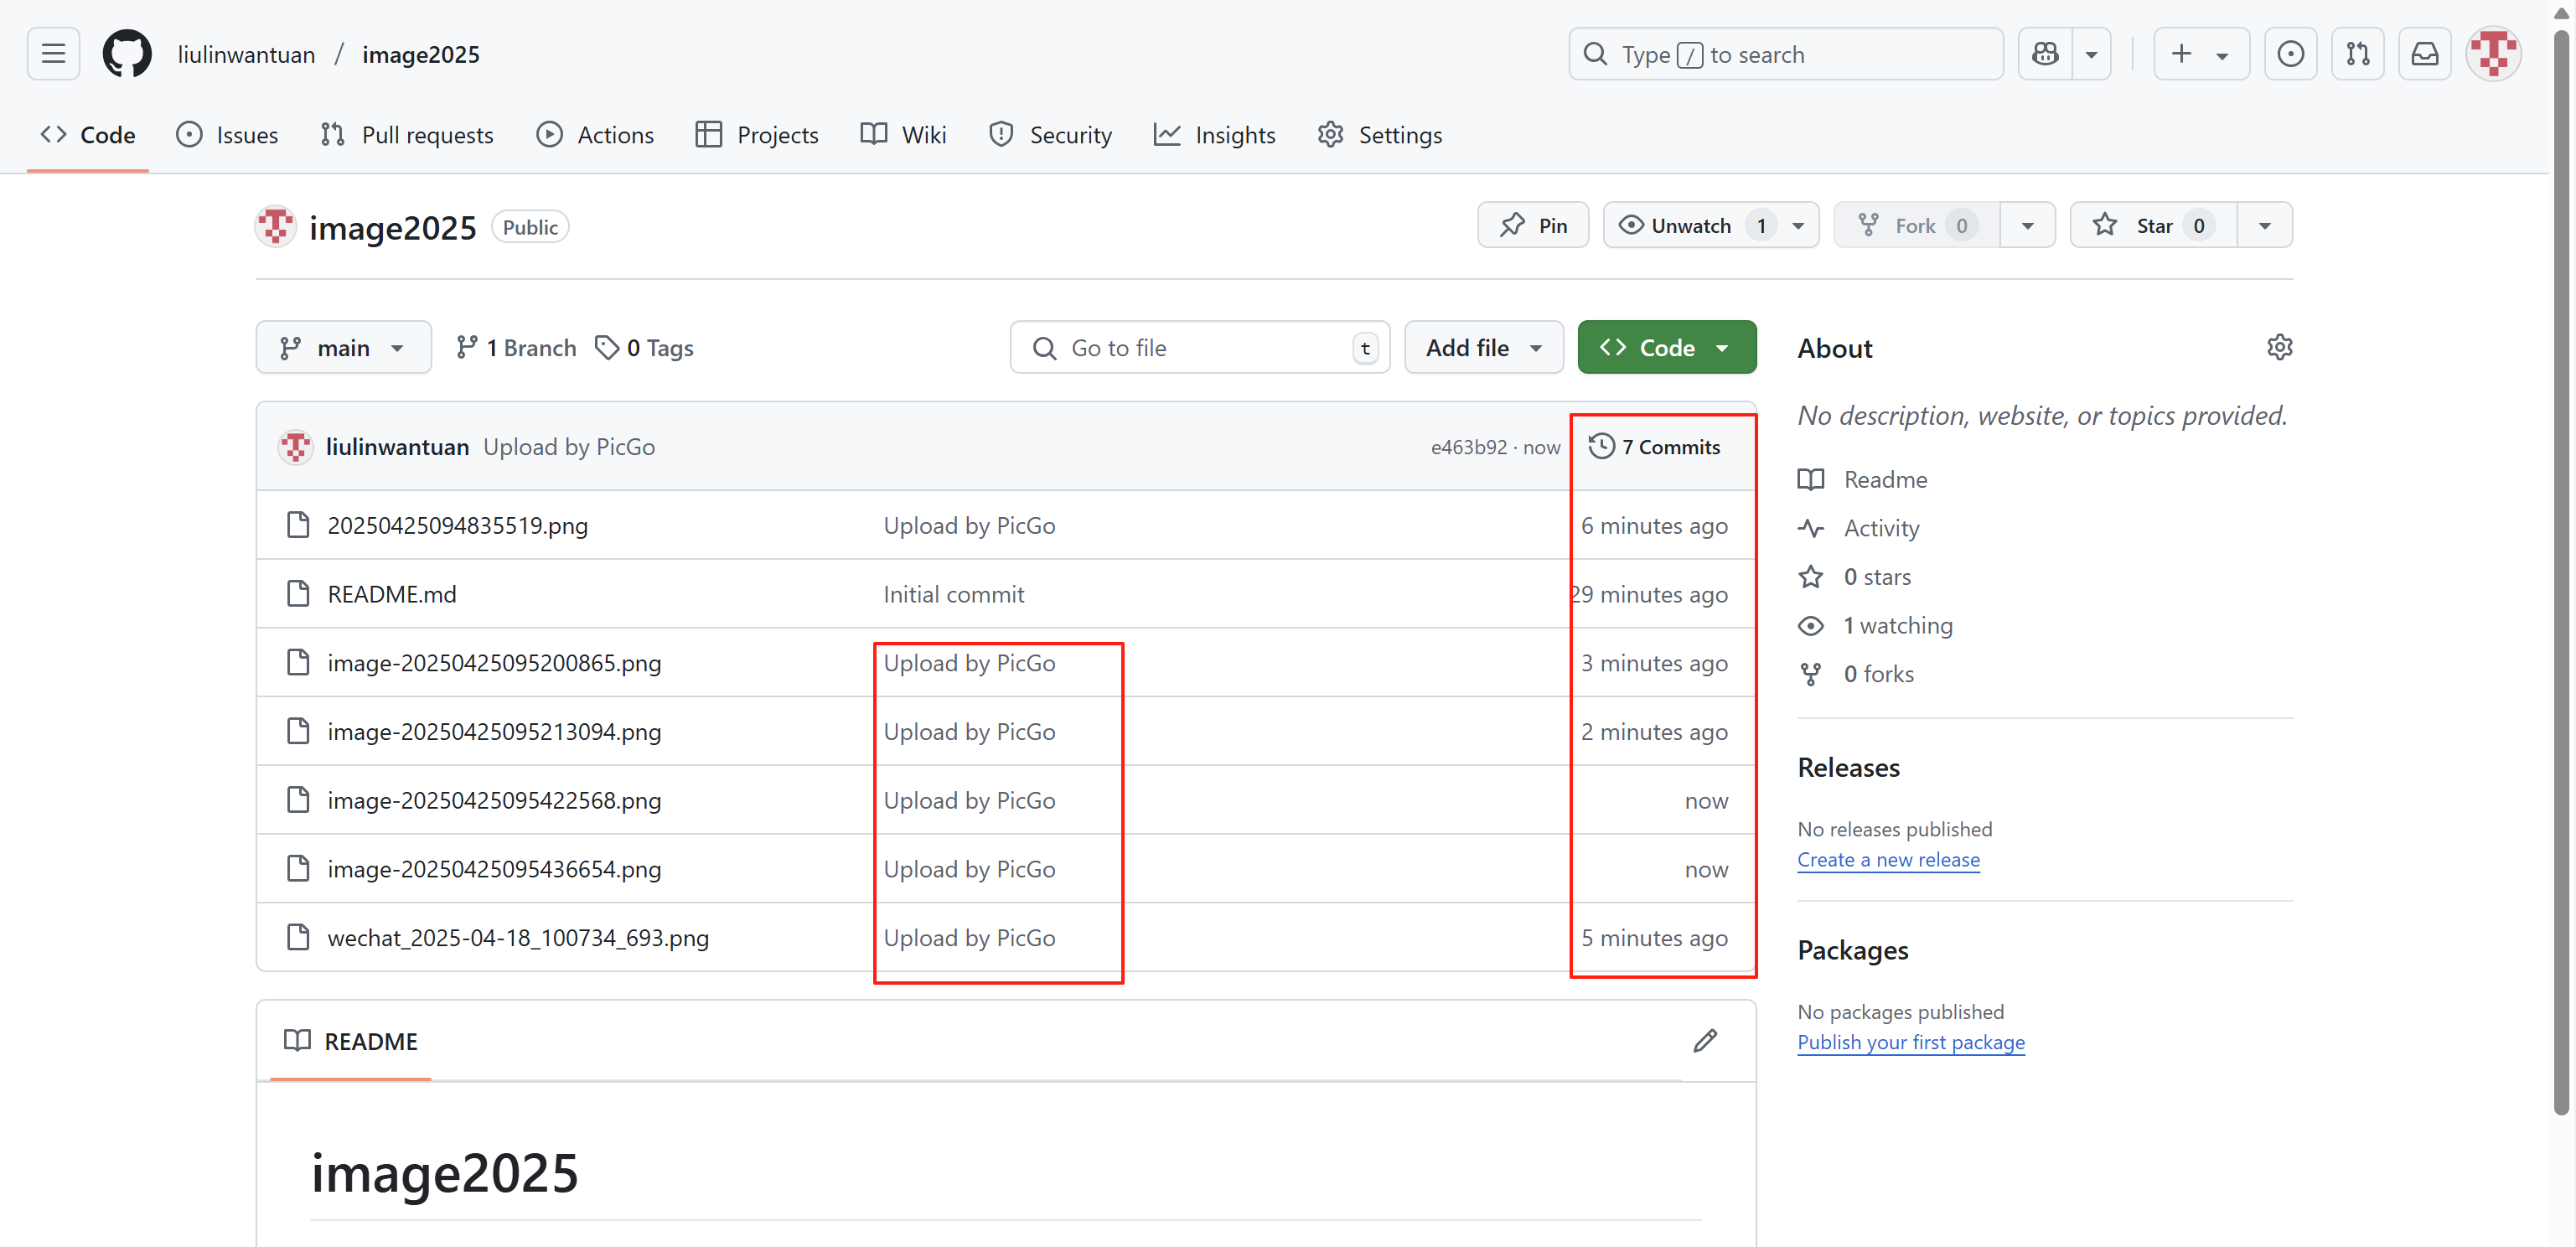 liulinwantuan / image2025
Type / to search
Code Issues Pull requests Actions Projects Wiki Security Insights Settings
image2025 Public
Pin Unwatch 1 Fork 0 Star 0
main 1 Branch 0 Tags Go to file t Add file Code
liulinwantuan Upload by PicGo e463b92 · now 7 Commits
20250425094835519.png Upload by PicGo 6 minutes ago
README.md Initial commit 29 minutes ago
image-20250425095200865.png Upload by PicGo 3 minutes ago
image-20250425095213094.png Upload by PicGo 2 minutes ago
image-20250425095422568.png Upload by PicGo now
image-20250425095436654.png Upload by PicGo now
wechat_2025-04-18_100734_693.png Upload by PicGo 5 minutes ago
README
image2025
About
No description, website, or topics provided.
Readme
Activity
0 stars
1 watching
0 forks
Releases
No releases published
Create a new release
Packages
No packages published
Publish your first package